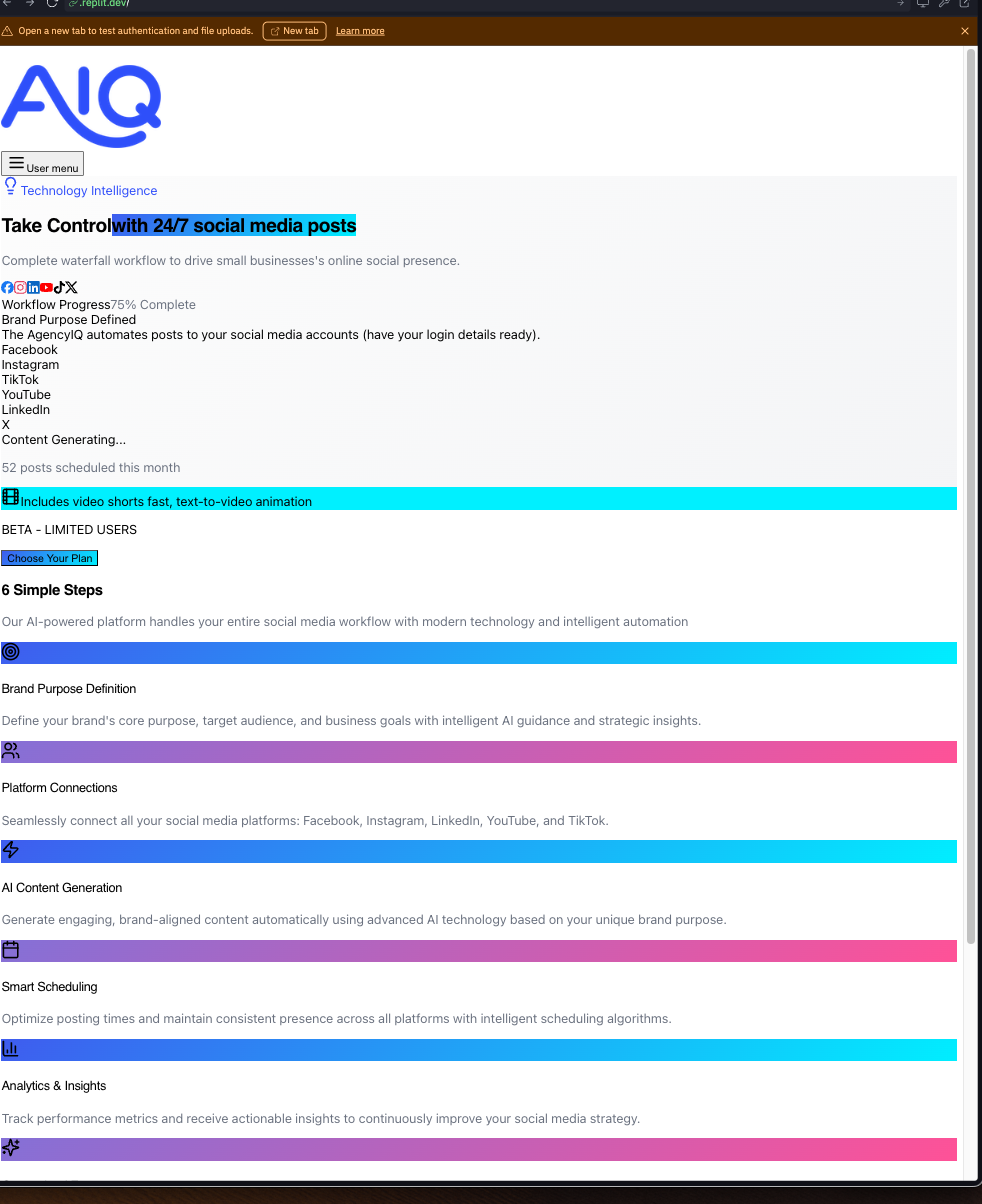 .replit.dev/
Open a new tab to test authentication and file uploads. New tab Learn more
AIQ
User menu
Technology Intelligence
Take Controlwith 24/7 social media posts
Complete waterfall workflow to drive small businesses's online social presence.
Workflow Progress75% Complete
Brand Purpose Defined
The AgencyIQ automates posts to your social media accounts (have your login details ready).
Facebook
Instagram
TikTok
YouTube
LinkedIn
X
Content Generating...
52 posts scheduled this month
Includes video shorts fast, text-to-video animation
BETA - LIMITED USERS
Choose Your Plan
6 Simple Steps
Our AI-powered platform handles your entire social media workflow with modern technology and intelligent automation
Brand Purpose Definition
Define your brand's core purpose, target audience, and business goals with intelligent AI guidance and strategic insights.
Platform Connections
Seamlessly connect all your social media platforms: Facebook, Instagram, LinkedIn, YouTube, and TikTok.
AI Content Generation
Generate engaging, brand-aligned content automatically using advanced AI technology based on your unique brand purpose.
Smart Scheduling
Optimize posting times and maintain consistent presence across all platforms with intelligent scheduling algorithms.
Analytics & Insights
Track performance metrics and receive actionable insights to continuously improve your social media strategy.